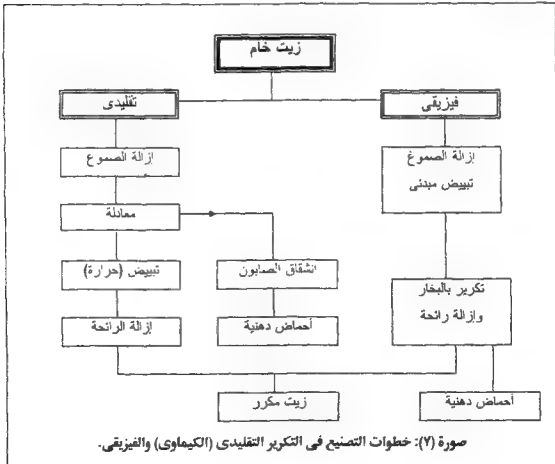 زيت خام
فيزيقى
تقليدى
إزالة الصموغ
تبييض مبدئى
إزالة الصموغ
معادلة
تبييض (حرارة)
انشقاق الصابون
تكرير بالبخار
وإزالة رائحة
إزالة الرائحة
أحماض دهنية
زيت مكرر
أحماض دهنية
صورة (٧): خطوات التصنيع فى التكرير التقليدى (الكيماوى) والفيزيقى.